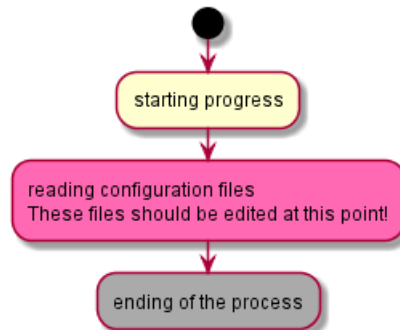 starting progress
reading configuration files
These files should be edited at this point!
ending of the process